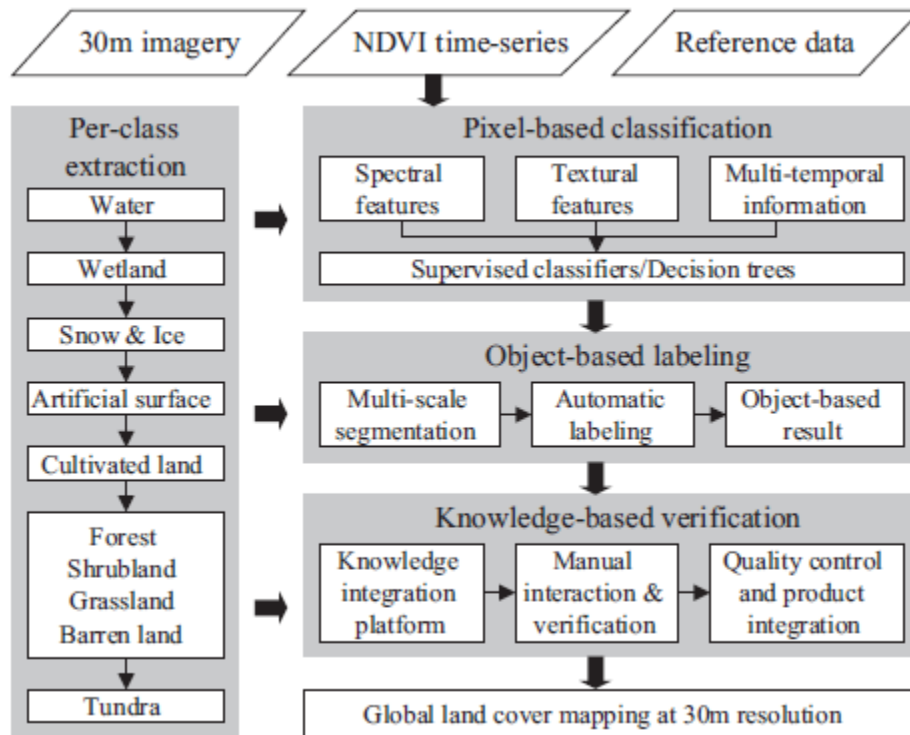 30m imagery
NDVI time-series
Reference data
Per-class
extraction
Water
Wetland
Snow & Ice
Artificial surface
Cultivated land
Forest
Shrubland
Grassland
Barren land
Tundra
Pixel-based classification
Spectral
features
Textural
features
Multi-temporal
information
Supervised classifiers/Decision trees
Object-based labeling
Multi-scale
segmentation
Automatic
labeling
Object-based
result
Knowledge-based verification
Knowledge
integration
platform
Manual
interaction &
verification
Quality control
and product
integration
Global land cover mapping at 30m resolution